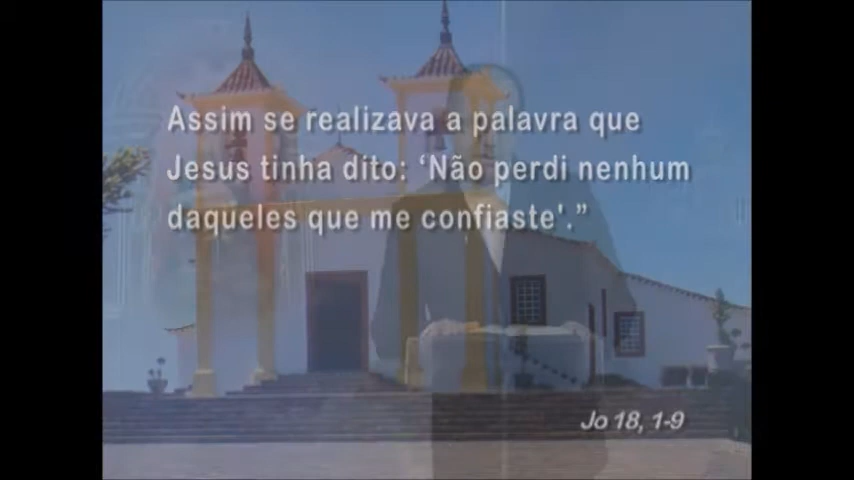 Assim se realizava a palavra que
Jesus tinha dito: ‘Não perdi nenhum
daqueles que me confiaste'.”
Jo 18, 1-9